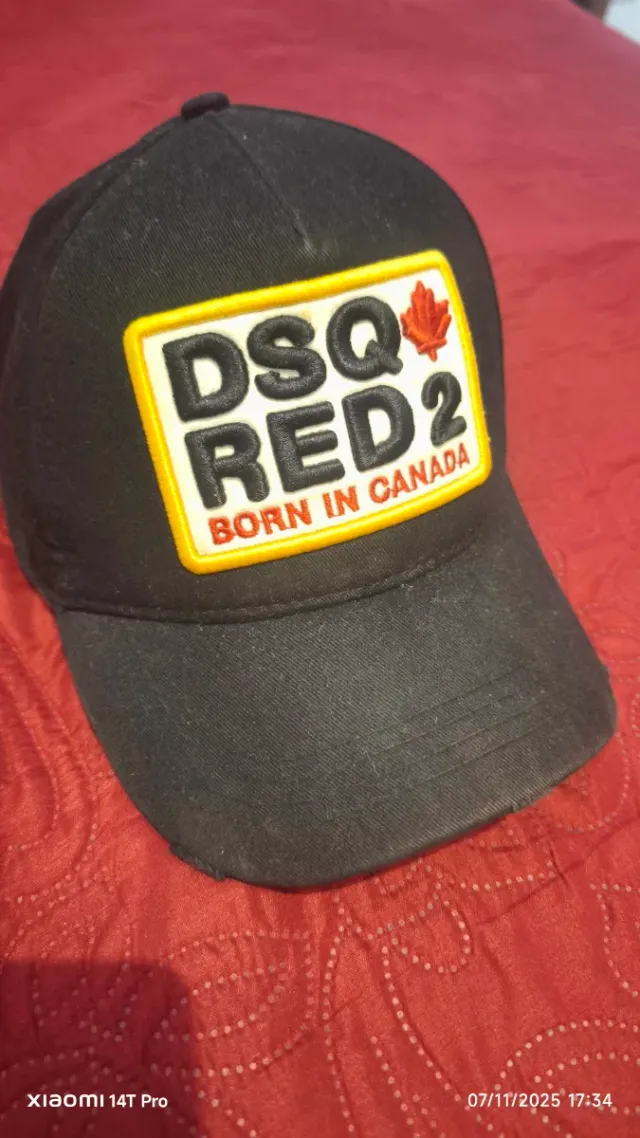 DSQ
RED2
BORN IN CANADA
XIAOMI 14T Pro
07/11/2025 17:34